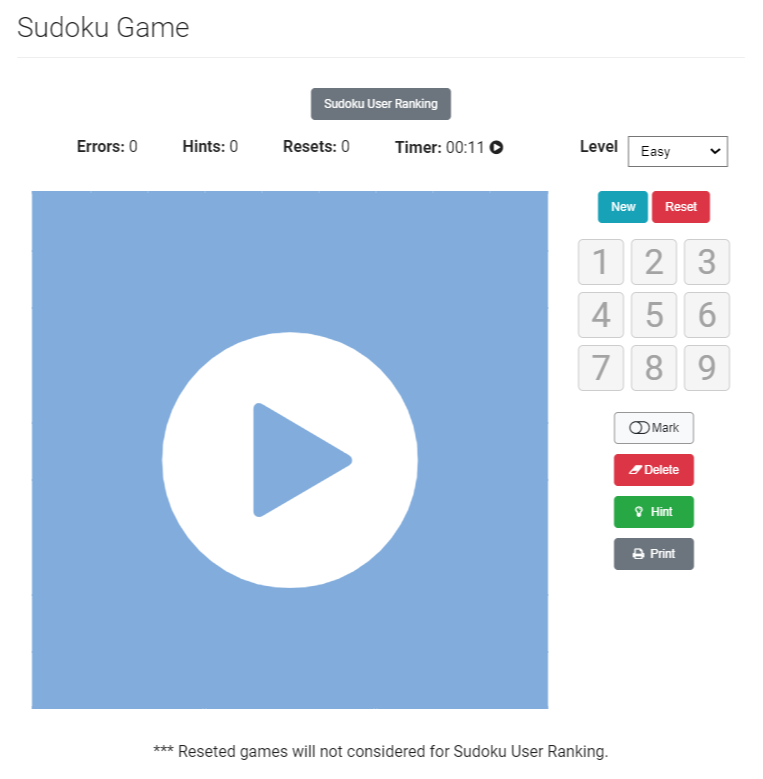 Sudoku Game
Sudoku User Ranking
Errors: 0 Hints: 0 Resets: 0 Timer: 00:11 Level Easy
New Reset
1 2 3
4 5 6
7 8 9
Mark
Delete
Hint
Print
*** Reseted games will not considered for Sudoku User Ranking.